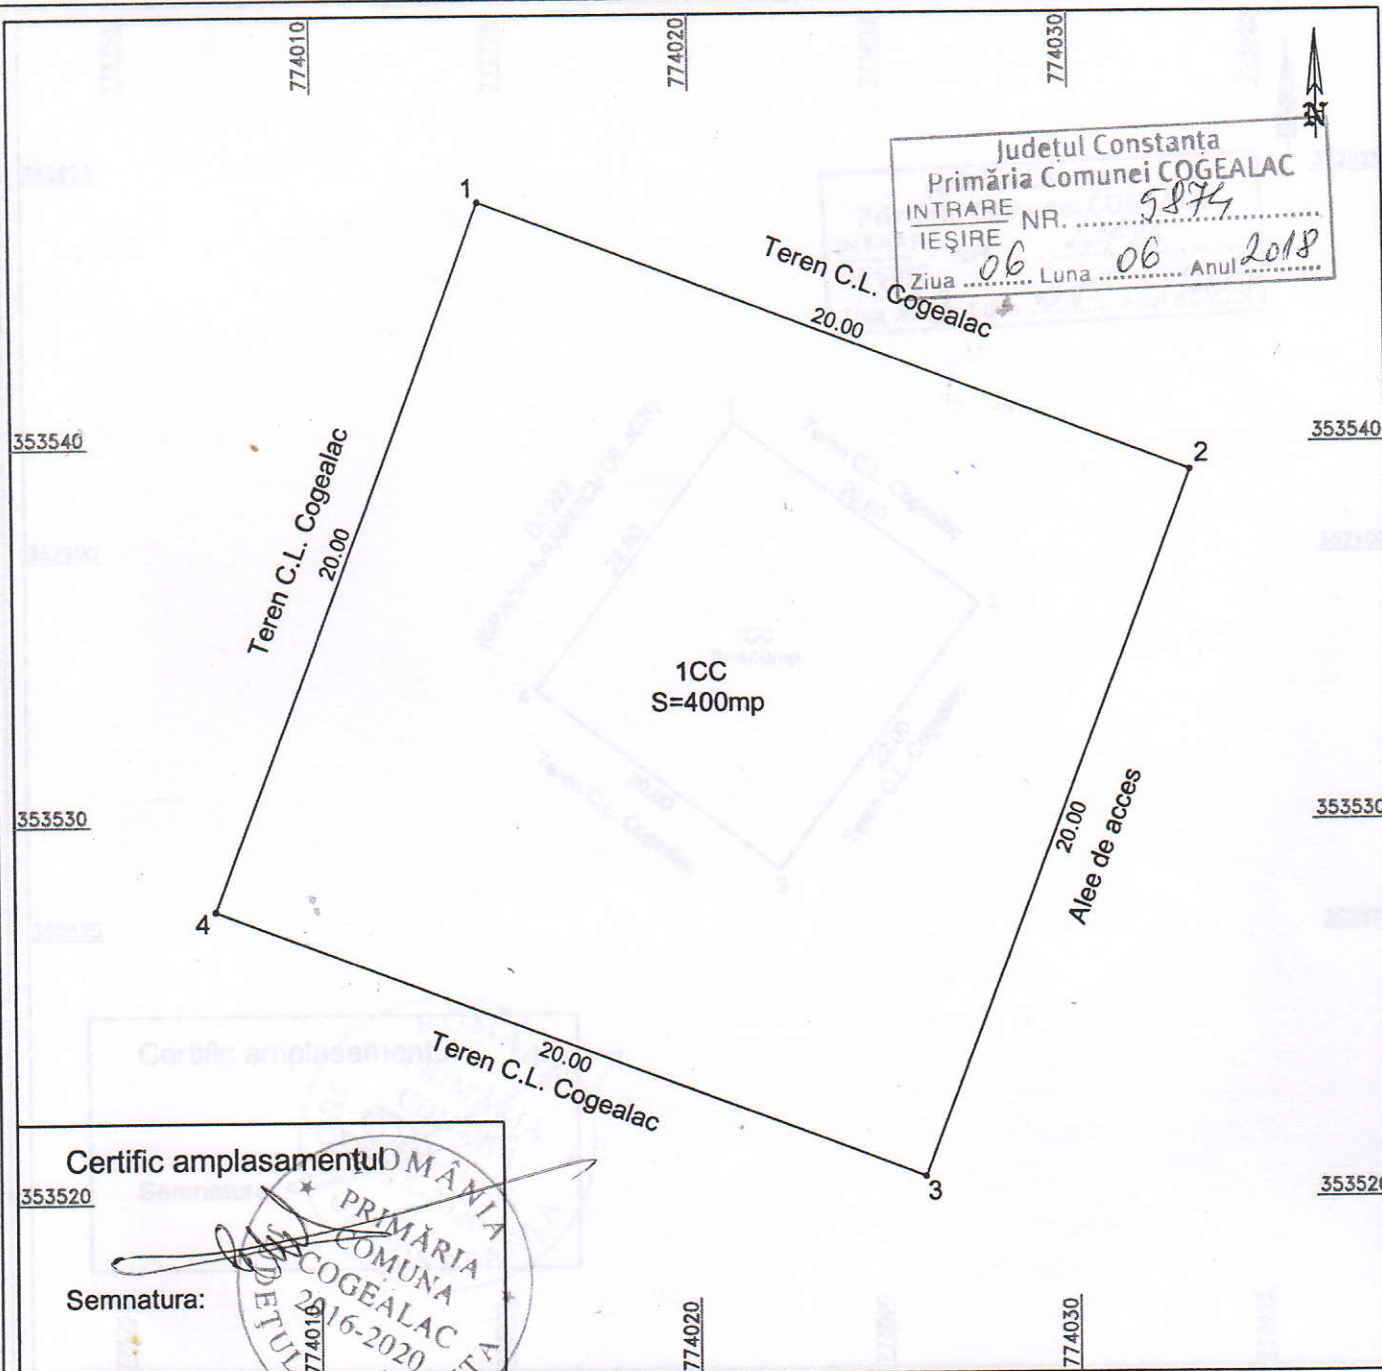 774010
774020
774030
N
Județul Constanța
Primăria Comunei COGEALAC
INTRARE
IEȘIRE
NR. 5874
Ziua 06 Luna 06 Anul 2018
1
Teren C.L. Cogealac
20.00
353540
353540
2
Teren C.L. Cogealac
20.00
1CC
S=400mp
353530
353530
20.00
Alee de acces
4
20.00
Teren C.L. Cogealac
3
Certific amplasamentul
353520
353520
ROMÂNIA
PRIMĂRIA
COMUNA
COGEALAC
2016-2020
JUDEȚUL
Semnatura:
774010
774020
774030